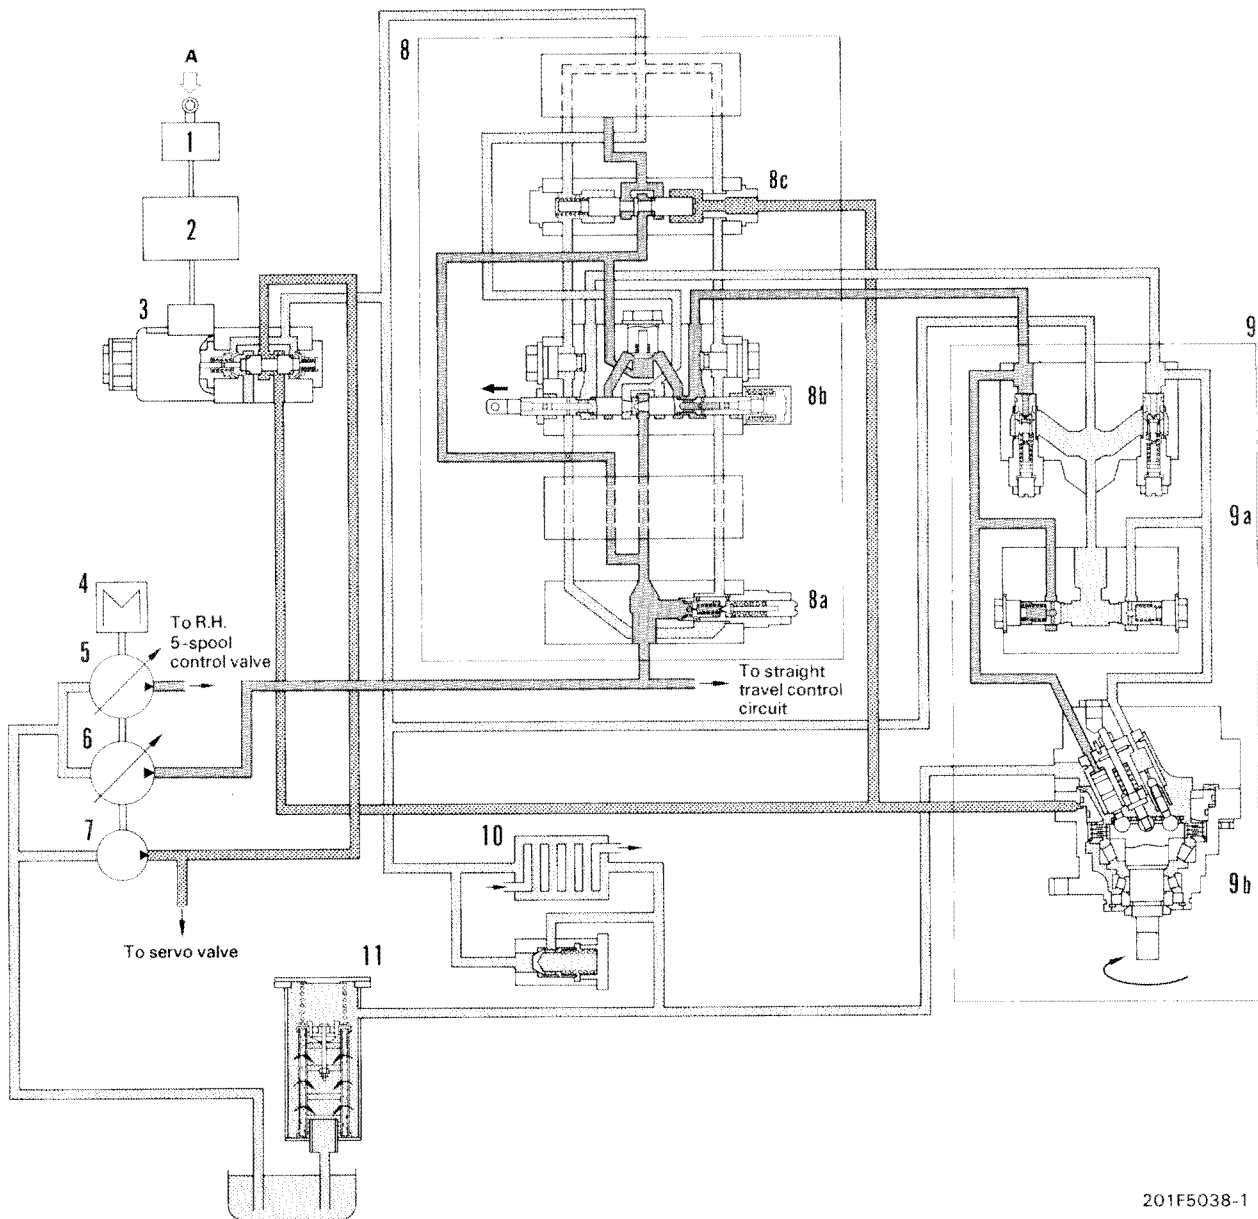 A
1
2
3
8
8c
8b
8a
9
9a
9b
4
5
6
7
To R.H.
5-spool
control valve
To straight
travel control
circuit
To servo valve
10
11
201F5038-1